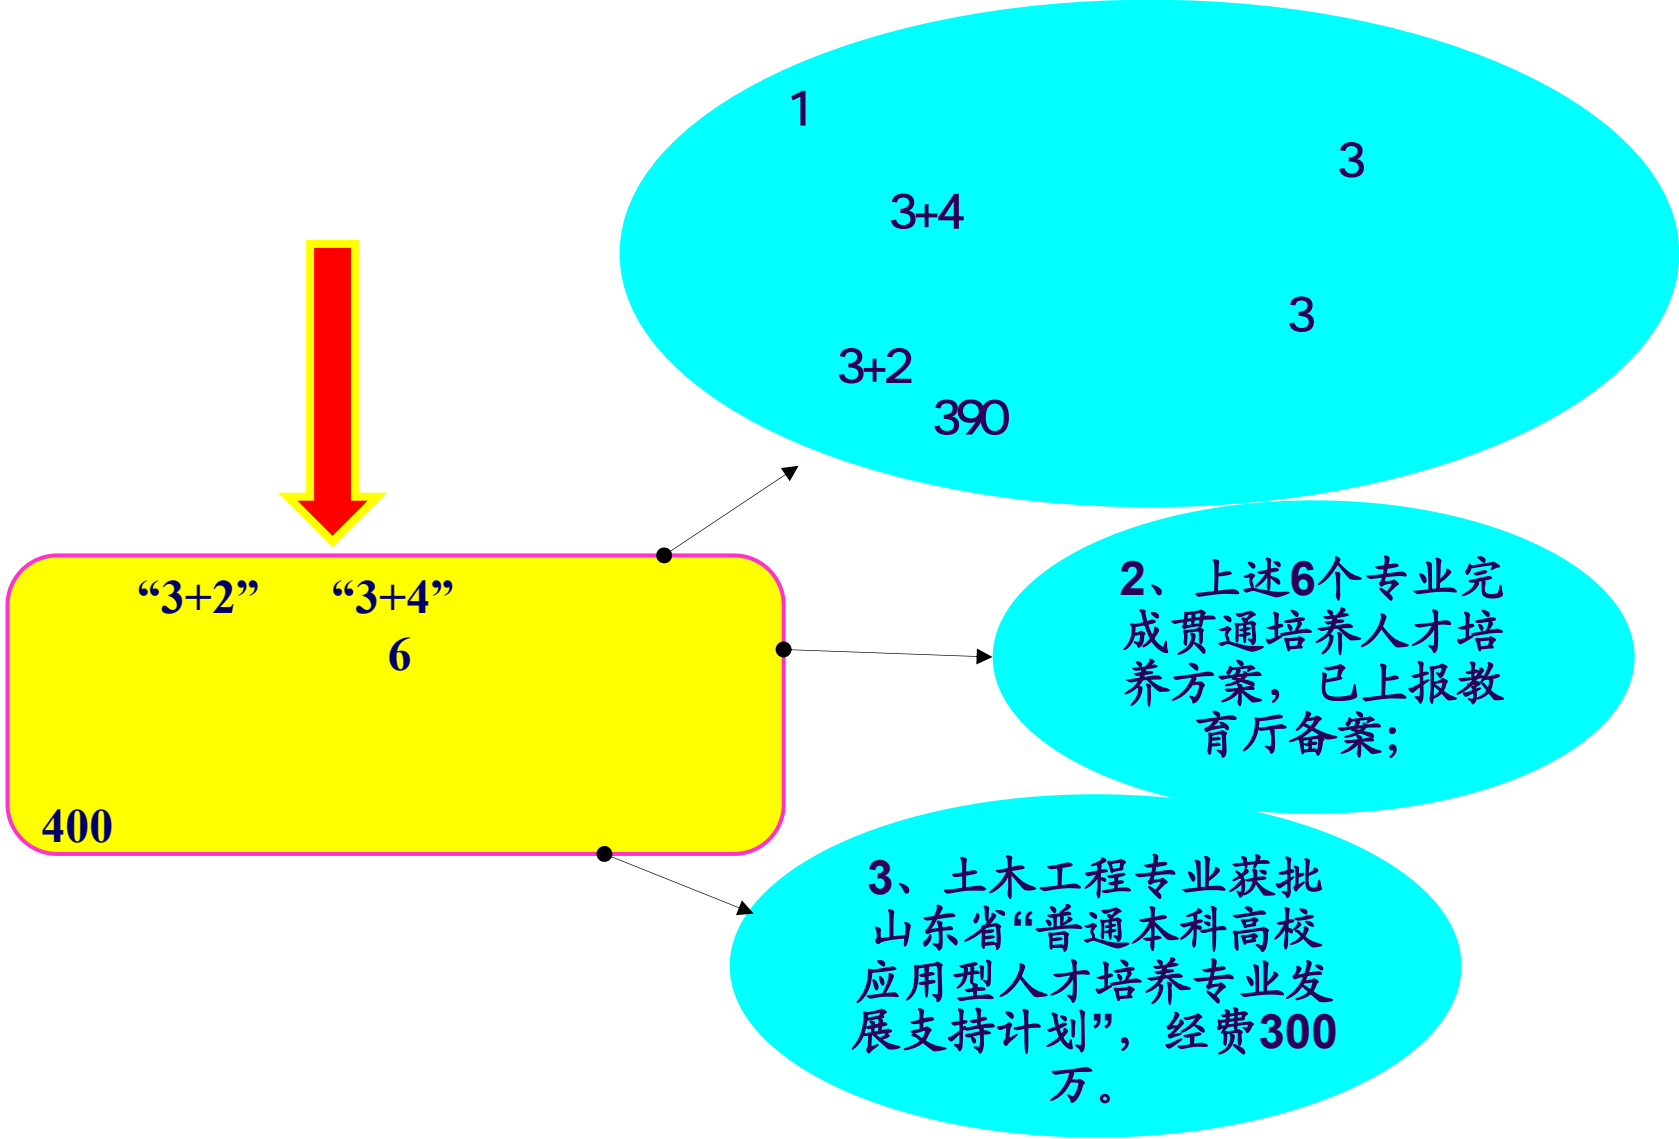 1
3
3+4
3
3+2
390
“3+2” “3+4”
6
400
2、上述6个专业完
成贯通培养人才培
养方案，已上报教
育厅备案；
3、土木工程专业获批
山东省“普通本科高校
应用型人才培养专业发
展支持计划”，经费300
万。